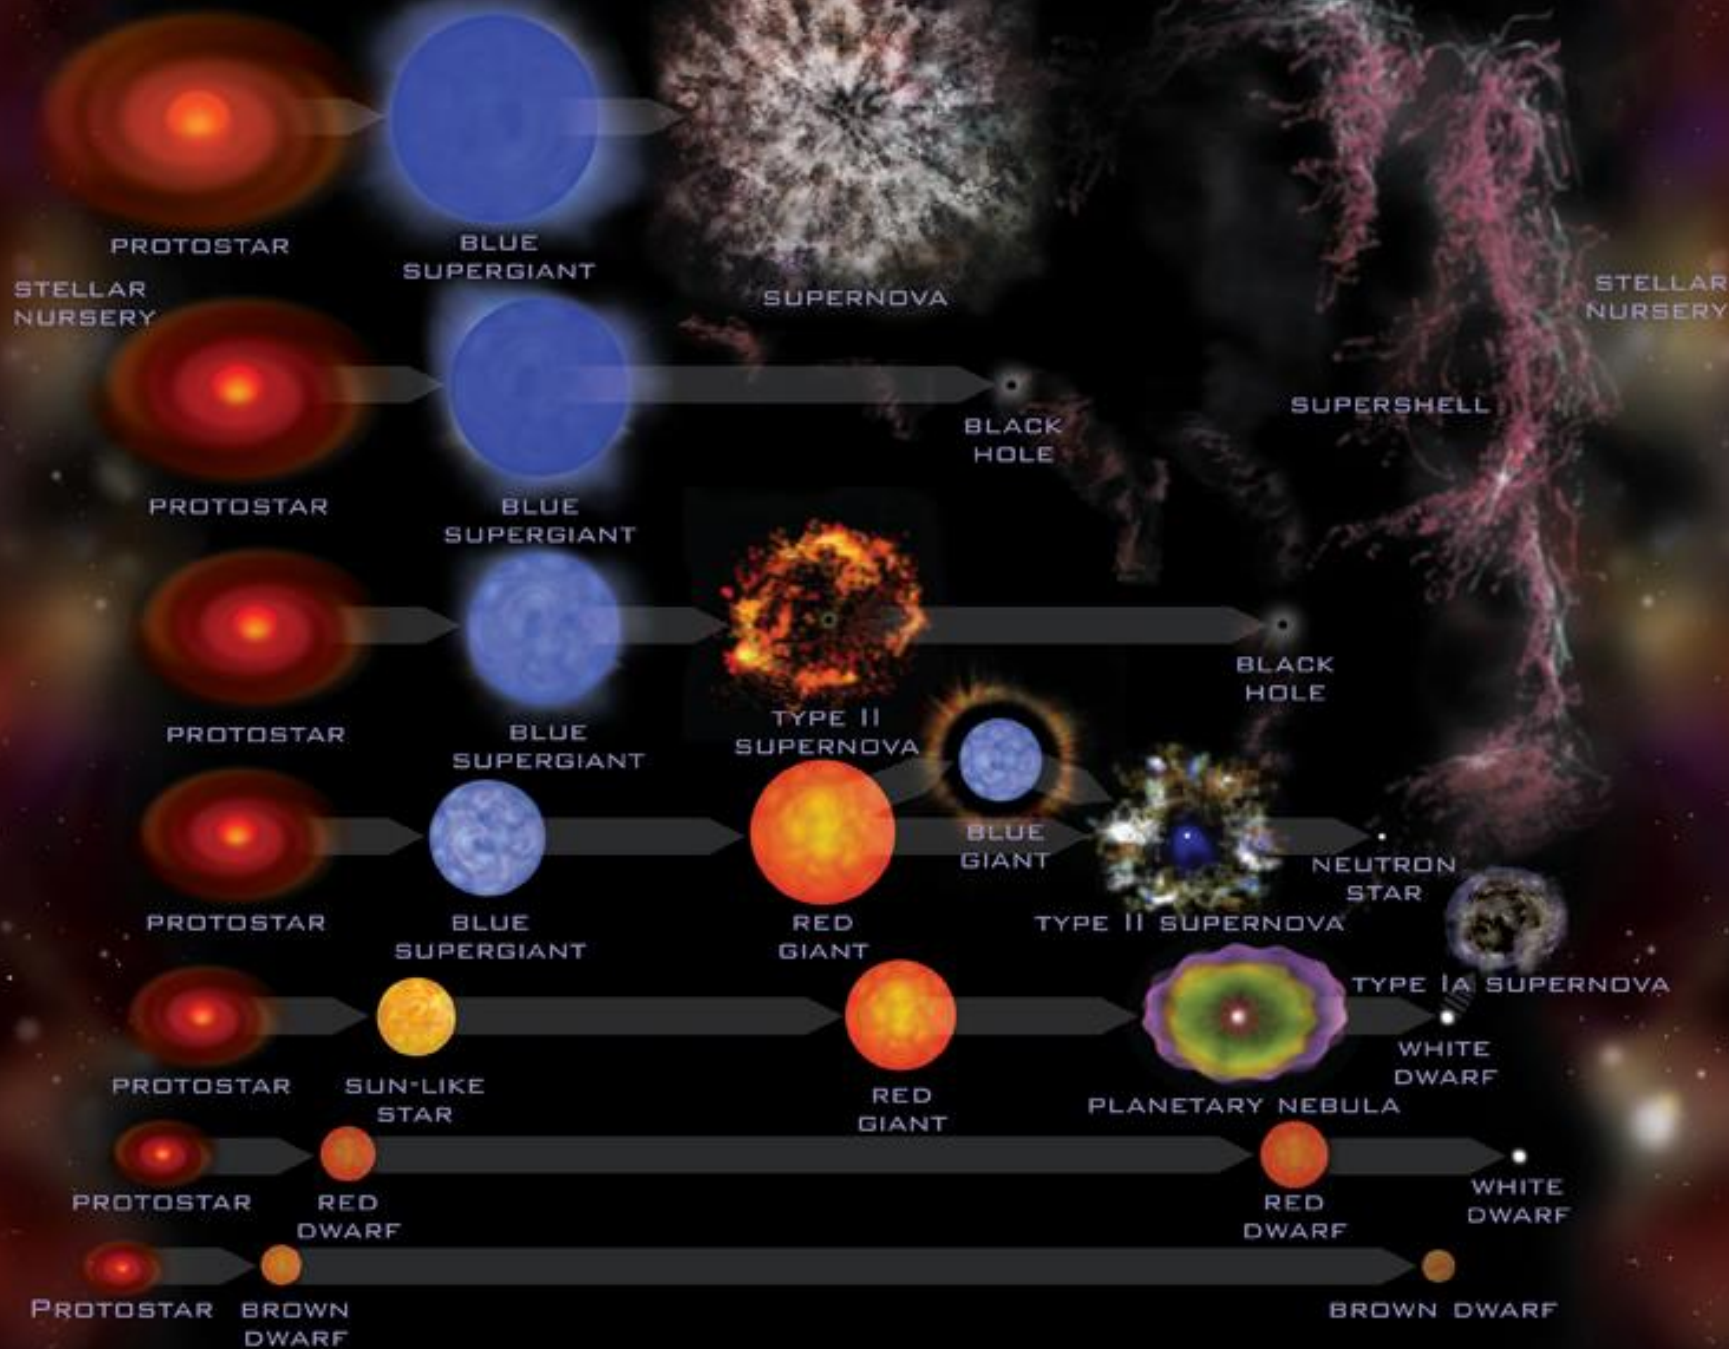 PROTOSTAR
BLUE
SUPERGIANT
SUPERNOVA
STELLAR
NURSERY
STELLAR
NURSERY
PROTOSTAR
BLUE
SUPERGIANT
BLACK
HOLE
SUPERSHELL
PROTOSTAR
BLUE
SUPERGIANT
TYPE II
SUPERNOVA
BLACK
HOLE
PROTOSTAR
BLUE
SUPERGIANT
RED
GIANT
BLUE
GIANT
TYPE II SUPERNOVA
NEUTRON
STAR
PROTOSTAR
SUN-LIKE
STAR
RED
GIANT
PLANETARY NEBULA
TYPE IA SUPERNOVA
WHITE
DWARF
PROTOSTAR
RED
DWARF
RED
DWARF
WHITE
DWARF
PROTOSTAR
BROWN
DWARF
BROWN DWARF